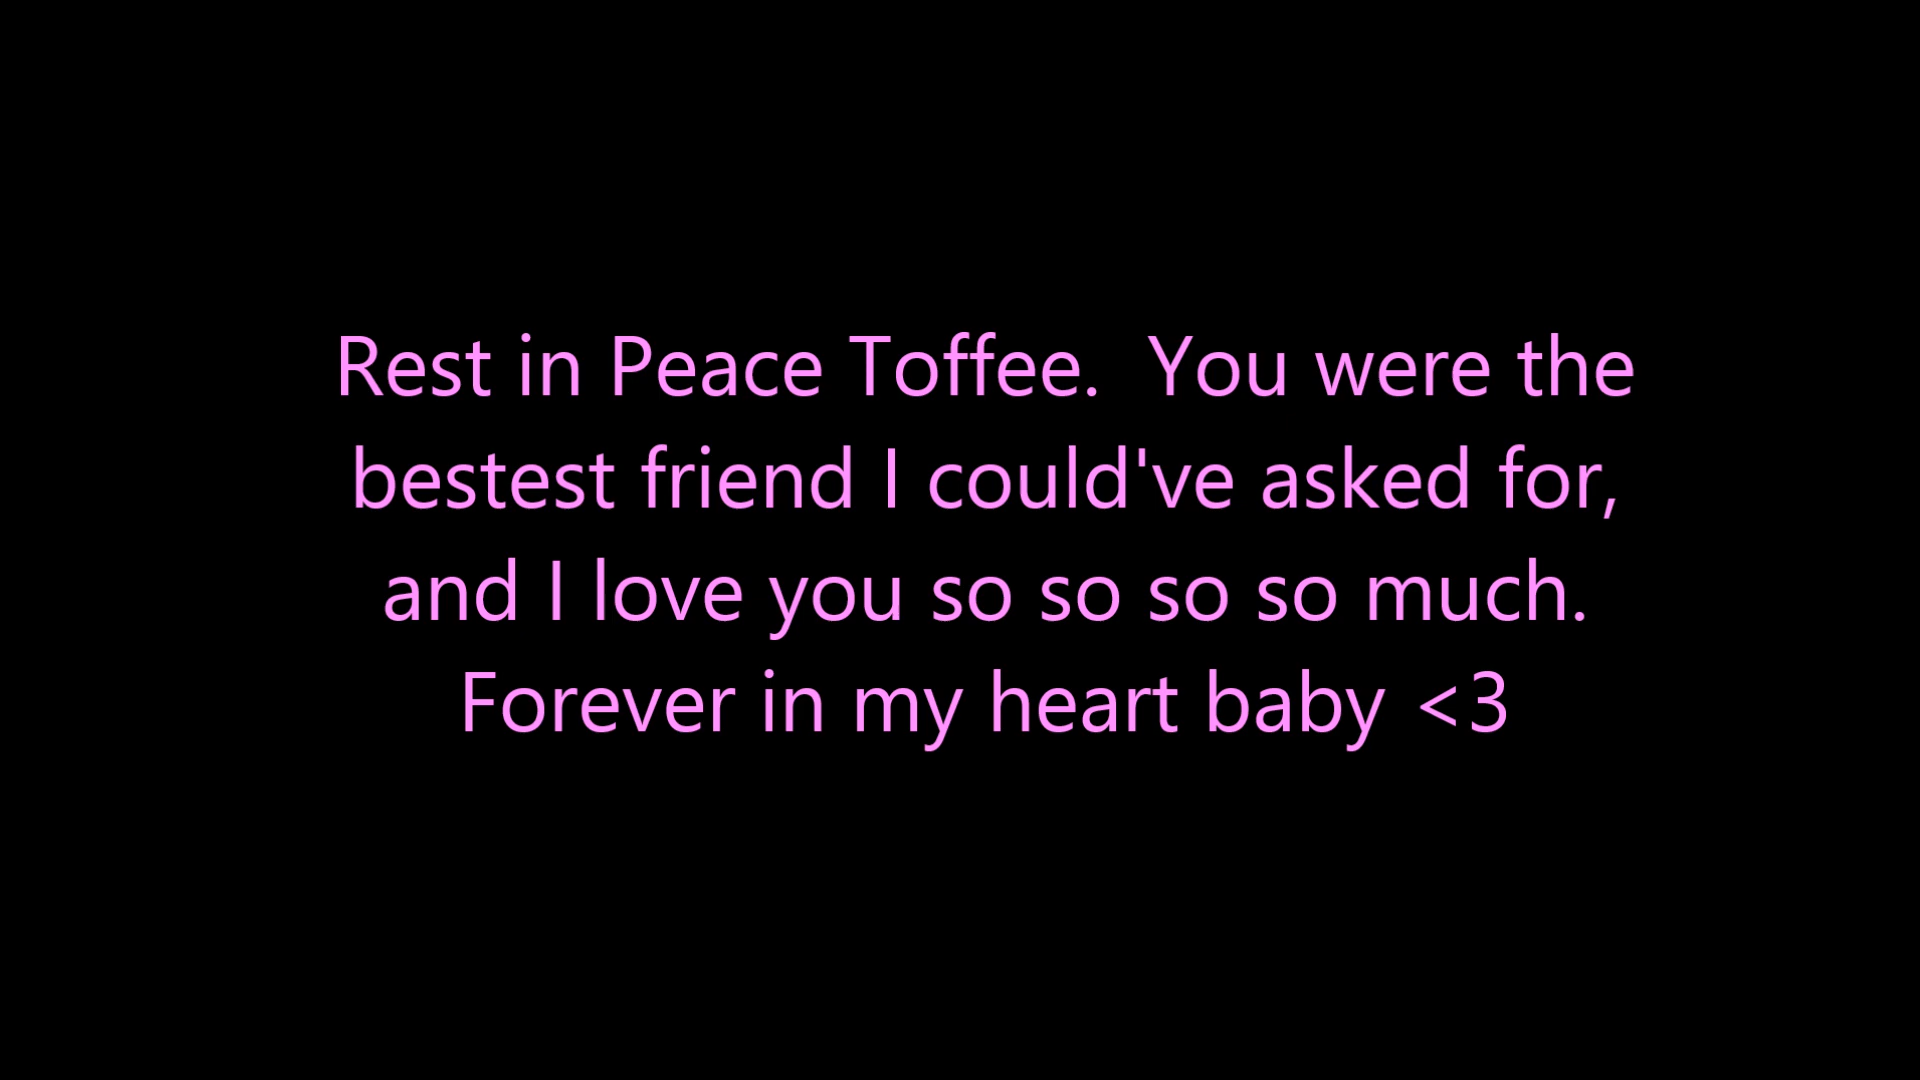 Rest in Peace Toffee.  You were the
bestest friend I could've asked for,
and I love you so so so so much.
Forever in my heart baby <3